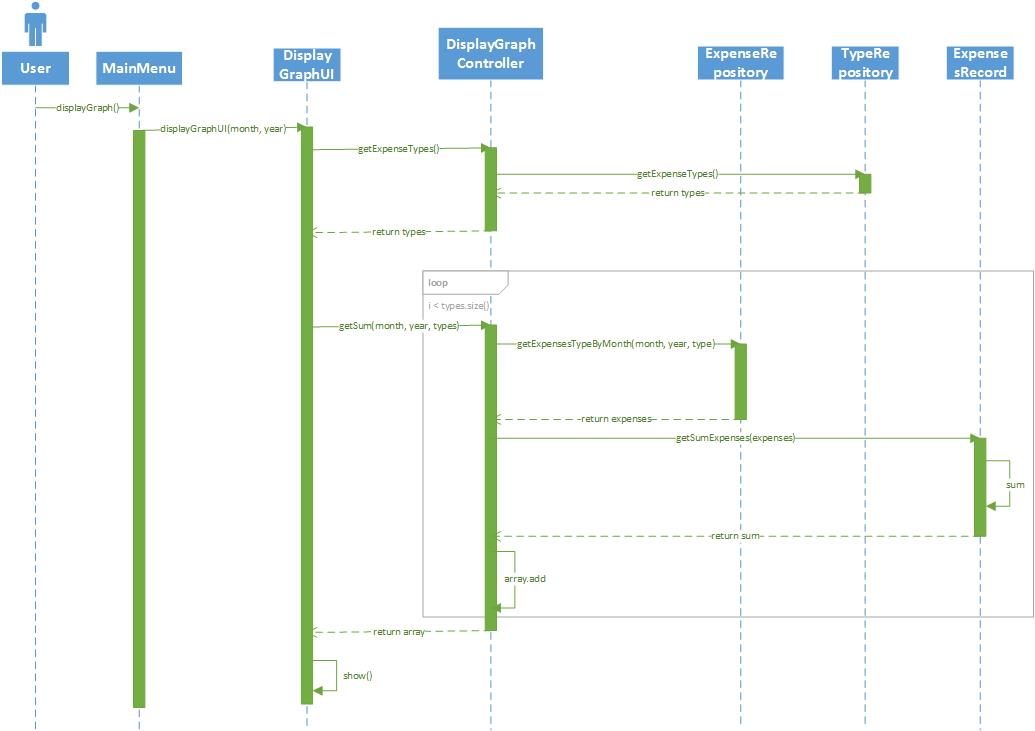 User
MainMenu
Display
GraphUI
DisplayGraph
Controller
ExpenseRe
pository
TypeRe
pository
Expense
sRecord
displayGraph()
displayGraphUI(month, year)
getExpenseTypes()
getExpenseTypes()
return types
return types
loop
i < types.size()
getSum(month, year, types)
getExpensesTypeByMonth(month, year, type)
return expenses
getSumExpenses(expenses)
sum
return sum
array.add
return array
show()